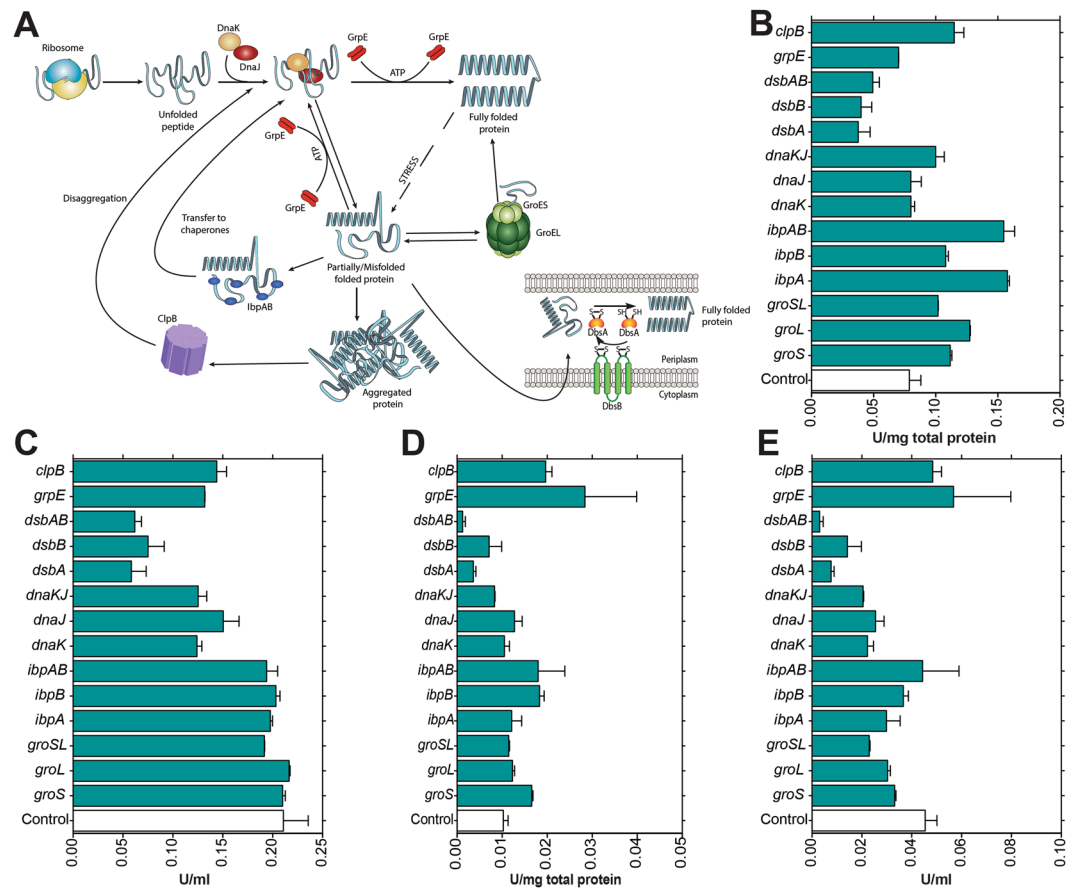 A
Ribosome
DnaK
DnaJ
GrpE
GrpE
ATP
Unfolded
peptide
Fully folded
protein
GrpE
ATP
GrpE
STRESS
Disaggregation
Transfer to
chaperones
GroES
GroEL
Partially/Misfolded
folded protein
IbpAB
ClpB
Aggregated
protein
S-S
SH SH
DbsA
DbsA
Fully folded
protein
S-S
S-S
Periplasm
Cytoplasm
DbsB
B
clpB
grpE
dsbAB
dsbB
dsbA
dnaKJ
dnaJ
dnaK
ibpAB
ibpB
ibpA
groSL
groL
groS
Control
0.00
0.05
0.10
0.15
0.20
U/mg total protein
C
clpB
grpE
dsbAB
dsbB
dsbA
dnaKJ
dnaJ
dnaK
ibpAB
ibpB
ibpA
groSL
groL
groS
Control
0.00
0.05
0.10
0.15
0.20
0.25
U/ml
D
clpB
grpE
dsbAB
dsbB
dsbA
dnaKJ
dnaJ
dnaK
ibpAB
ibpB
ibpA
groSL
groL
groS
Control
0.00
0.01
0.02
0.03
0.04
0.05
U/mg total protein
E
clpB
grpE
dsbAB
dsbB
dsbA
dnaKJ
dnaJ
dnaK
ibpAB
ibpB
ibpA
groSL
groL
groS
Control
0.00
0.02
0.04
0.06
0.08
0.10
U/ml